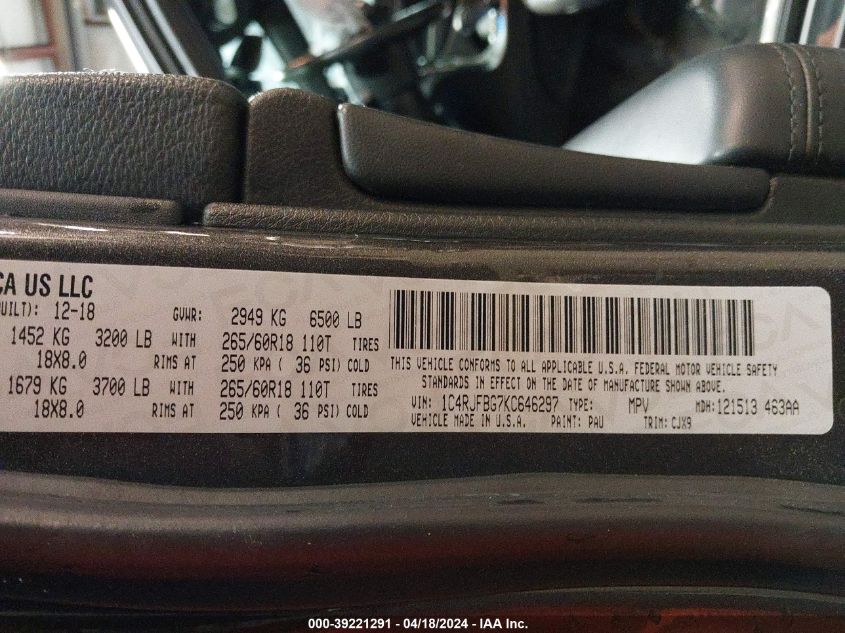 CA US LLC
UILT): 12-18 GVWR: 2949 KG 6500 LB
1452 KG 3200 LB WITH 265/60R18 110T TIRES
18X8.0 RIMS AT 250 KPA ( 36 PSI) COLD
1679 KG 3700 LB WITH 265/60R18 110T TIRES
18X8.0 RIMS AT 250 KPA ( 36 PSI) COLD
THIS VEHICLE CONFORMS TO ALL APPLICABLE U.S.A. FEDERAL MOTOR VEHICLE SAFETY
STANDARDS IN EFFECT ON THE DATE OF MANUFACTURE SHOWN ABOVE.
VIN: 1C4RJFBG7KC646297 TYPE: MPV MDH: 121513 463AA
VEHICLE MADE IN U.S.A. PAINT: PAU TRIM: CJX9
000-39221291 - 04/18/2024 - IAA Inc.